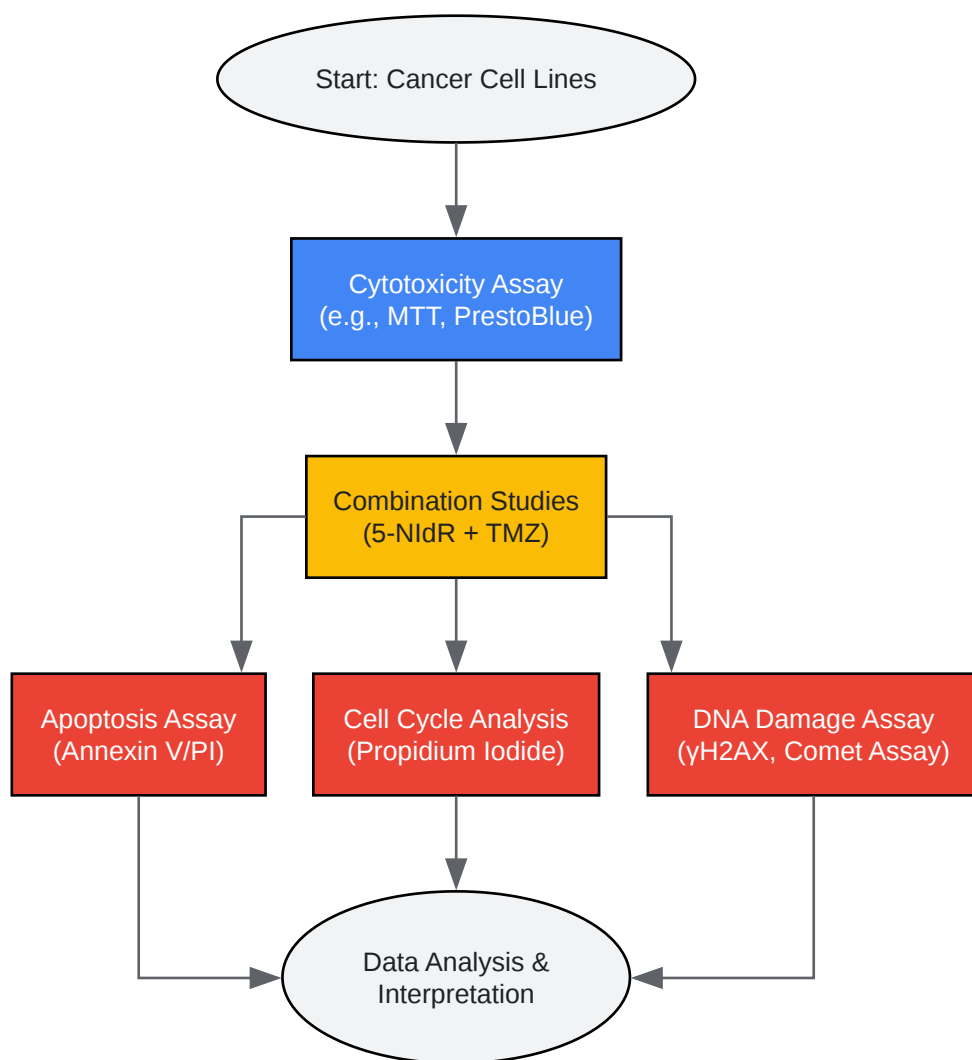 Start: Cancer Cell Lines
Cytotoxicity Assay
(e.g., MTT, PrestoBlue)
Combination Studies
(5-NIdR + TMZ)
Apoptosis Assay
(Annexin V/PI)
Cell Cycle Analysis
(Propidium Iodide)
DNA Damage Assay
(γH2AX, Comet Assay)
Data Analysis &
Interpretation